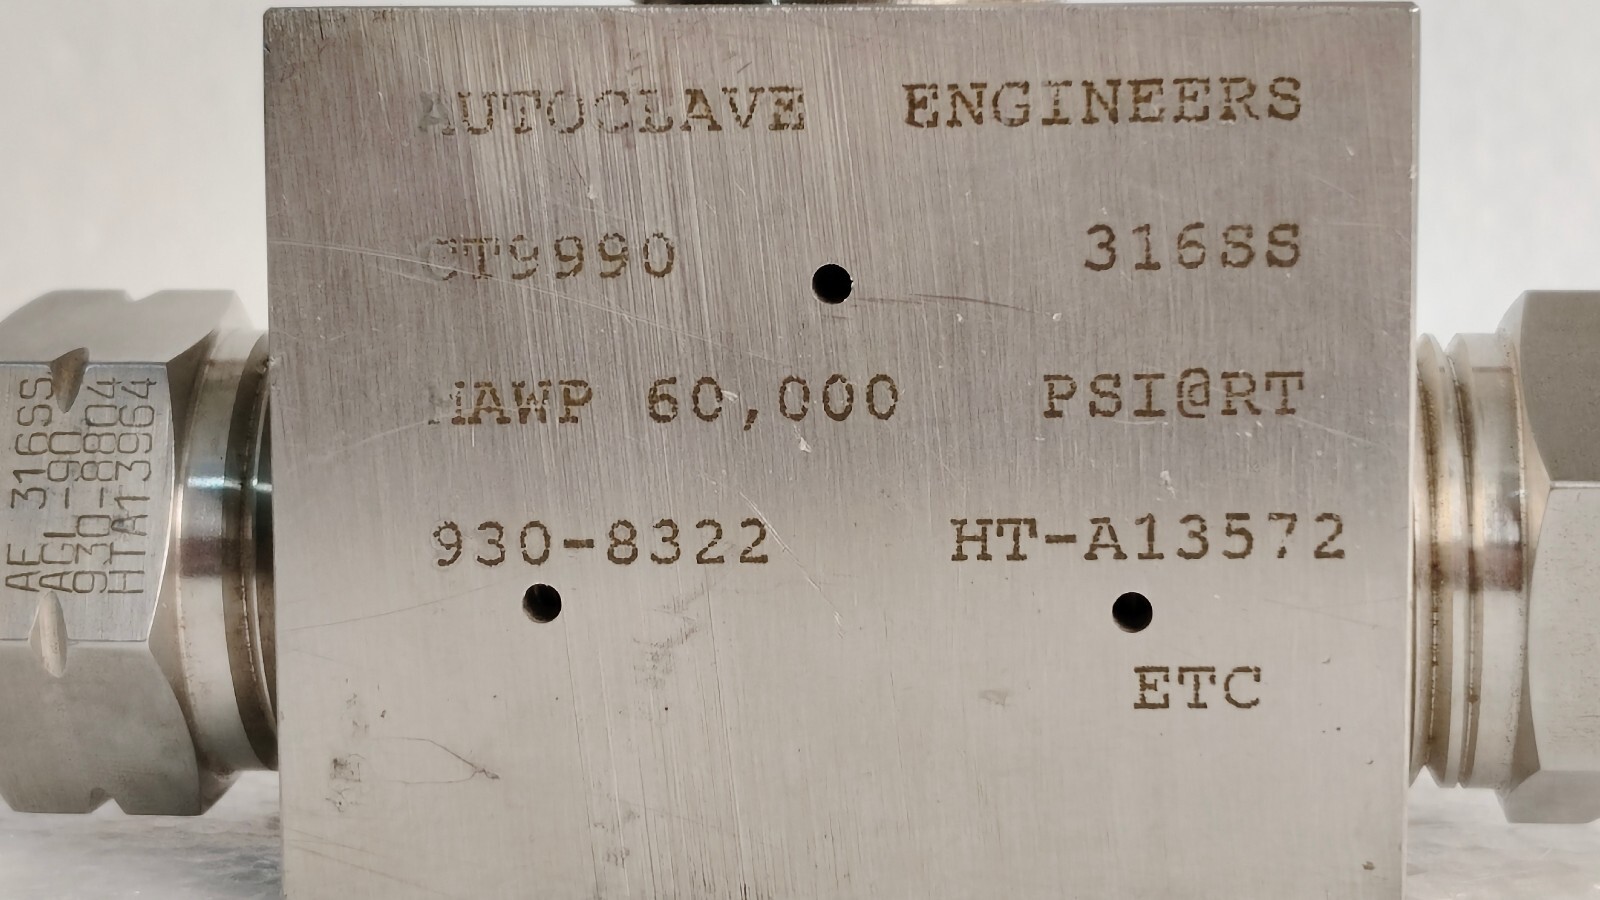 AUTOCLAVE ENGINEERS
CT9990 316SS
MAWP 60,000 PSI@RT
930-8322 HT-A13572
ETC
AE 316SS
AGL-90
930-8804
HTA13964